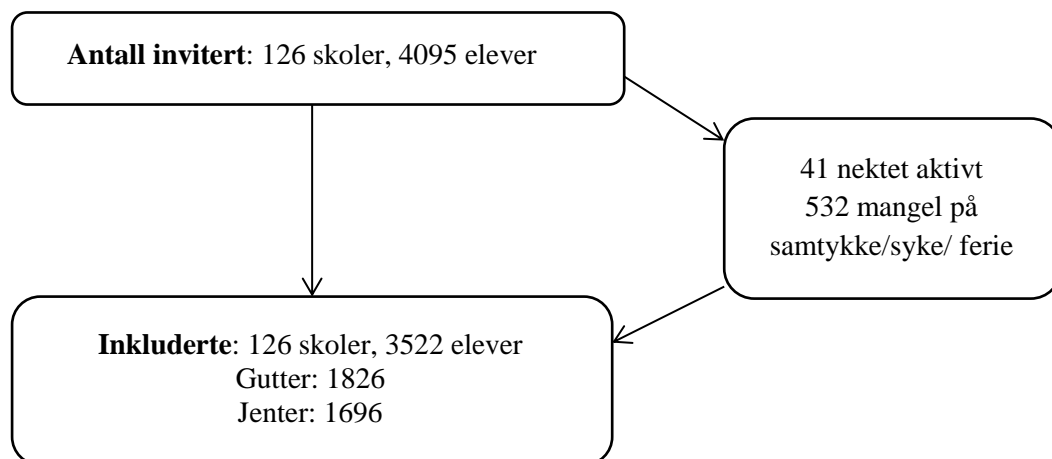 Antall invitert: 126 skoler, 4095 elever
41 nektet aktivt
532 mangel på
samtykke/syke/ ferie
Inkluderte: 126 skoler, 3522 elever
Gutter: 1826
Jenter: 1696